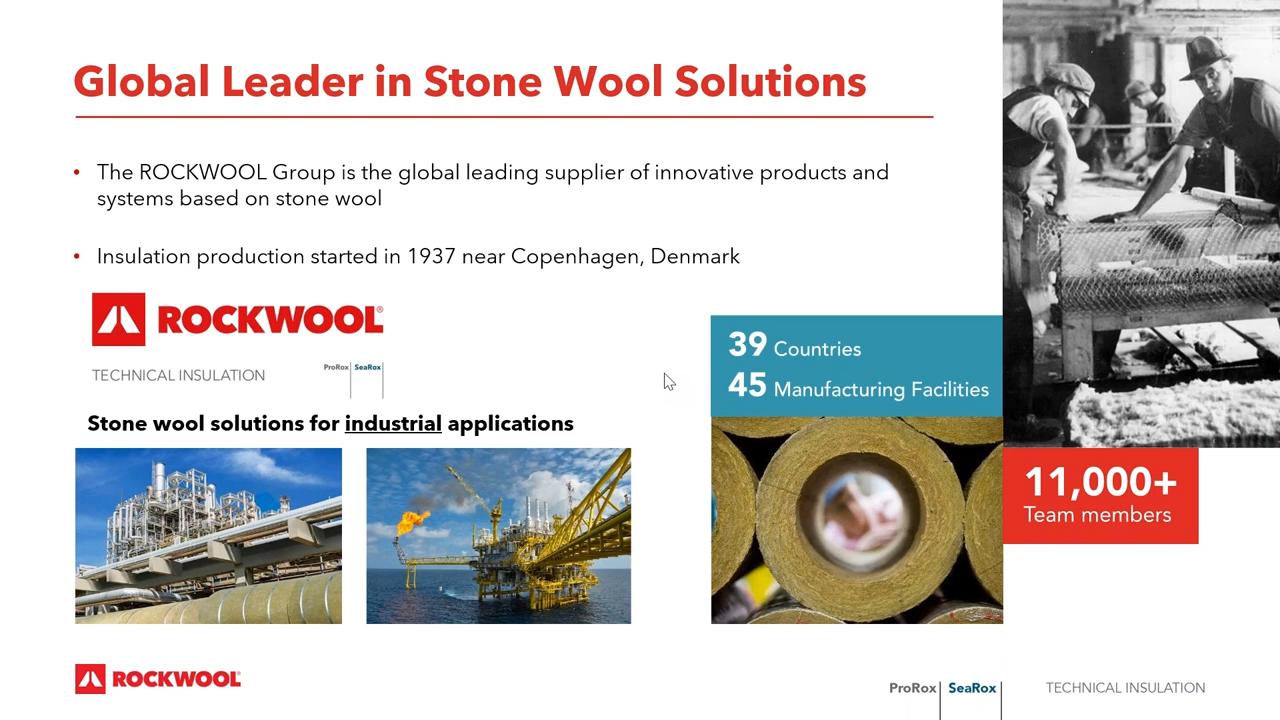 Global Leader in Stone Wool Solutions
• The ROCKWOOL Group is the global leading supplier of innovative products and
systems based on stone wool
• Insulation production started in 1937 near Copenhagen, Denmark
ROCKWOOL®
TECHNICAL INSULATION
ProRox SeaRox
Stone wool solutions for industrial applications
39 Countries
45 Manufacturing Facilities
11,000+
Team members
ROCKWOOL®
ProRox SeaRox
TECHNICAL INSULATION